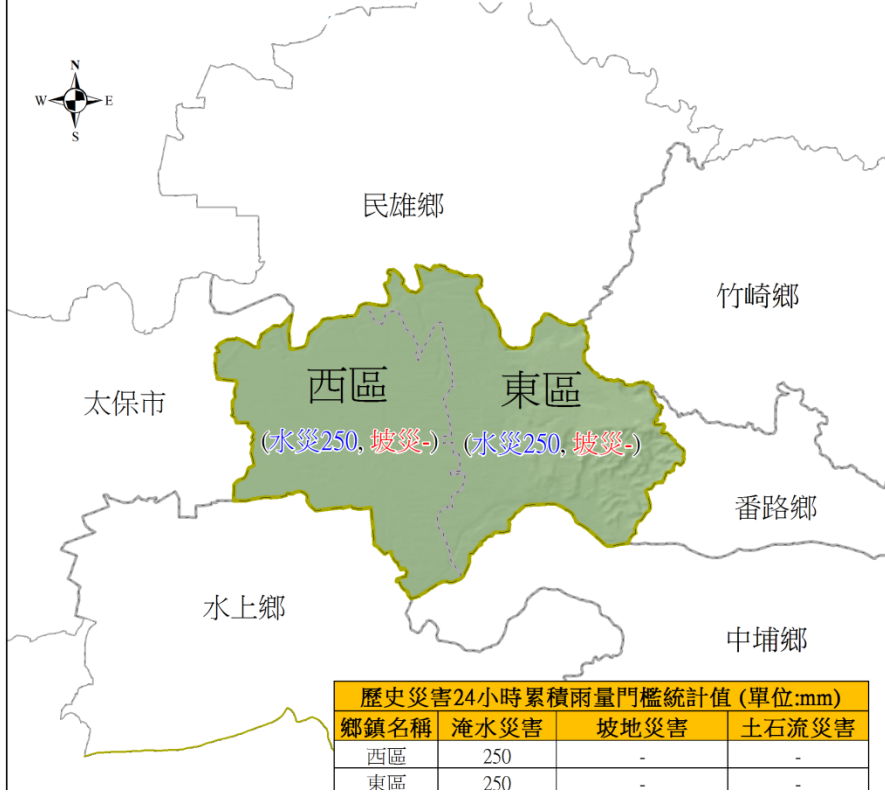 N
W E
S
民雄鄉
竹崎鄉
太保市
西區
東區
(水災250, 坡災-)
(水災250, 坡災-)
番路鄉
水上鄉
中埔鄉
歷史災害24小時累積雨量門檻統計值 (單位:mm)
鄉鎮名稱 淹水災害 坡地災害 土石流災害
西區 250 - -
東區 250 - -